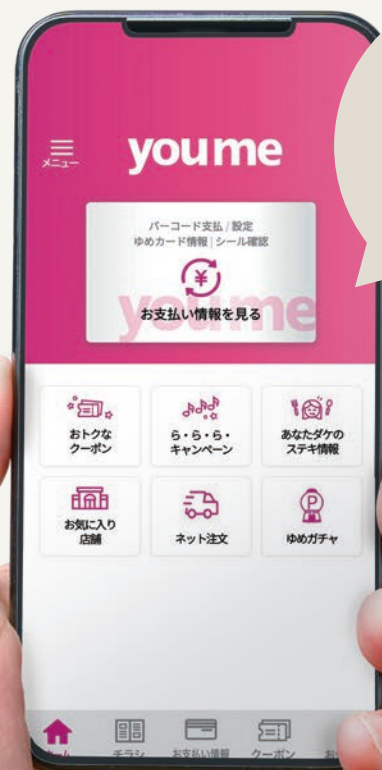 メニュー
youme
バーコード支払 / 設定
ゆめカード情報 | シール確認
¥
youme
お支払い情報を見る
おトクな
クーポン
ら・ら・ら・
キャンペーン
あなただケの
ステキ情報
お気に入り
店舗
ネット注文
P
ゆめガチャ
ホーム
チラシ
お支払い情報
クーポン